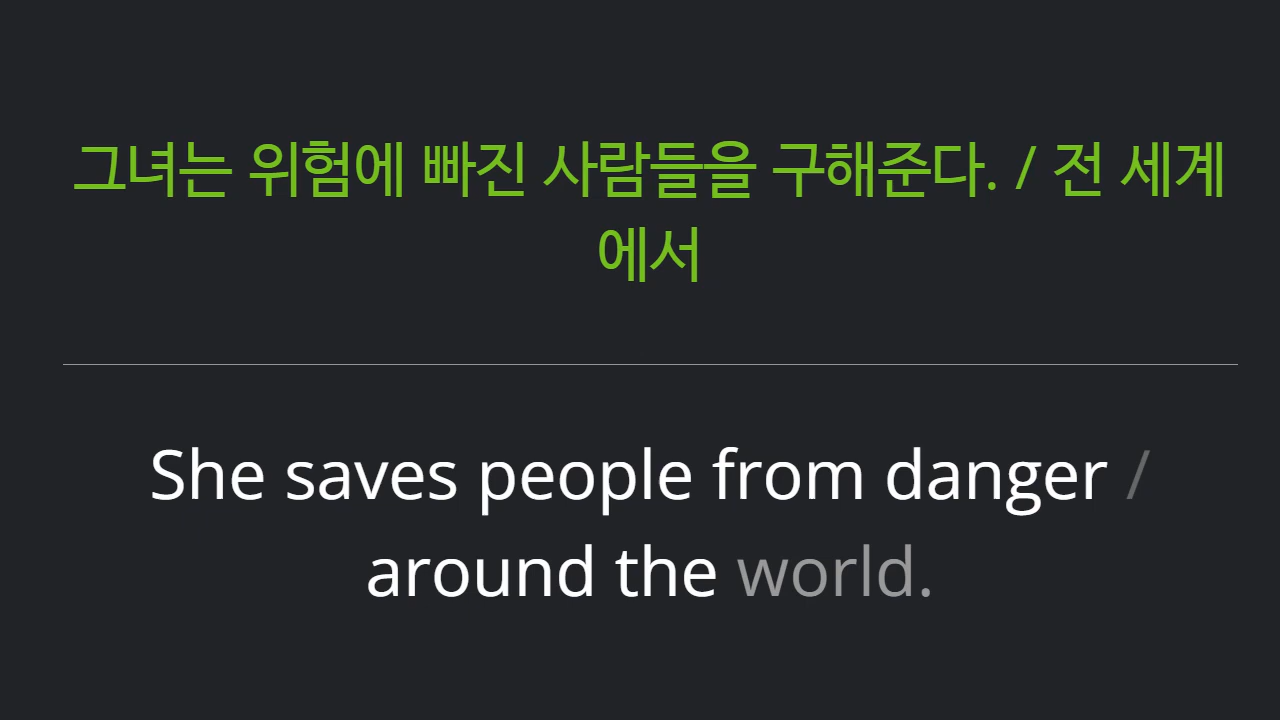 그녀는 위험에 빠진 사람들을 구해준다. / 전 세계
에서
She saves people from danger /
around the world.